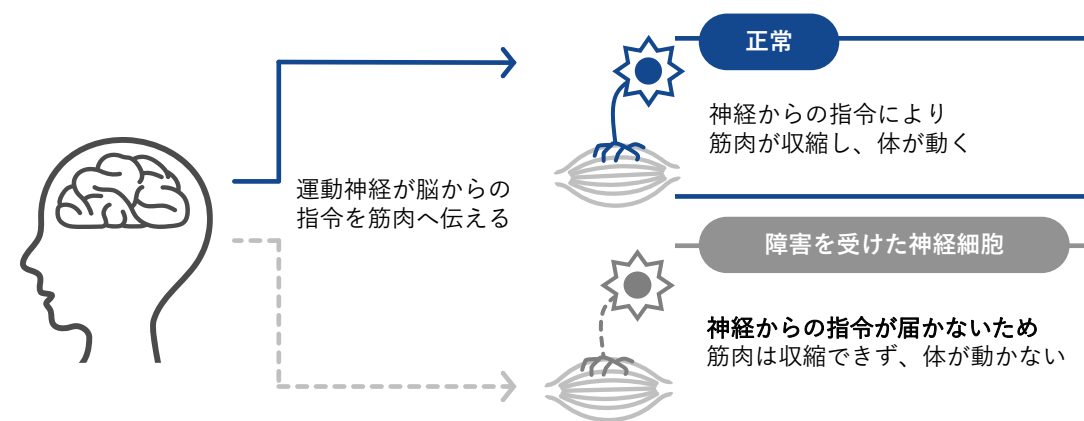 正常
神経からの指令により
筋肉が収縮し、体が動く
運動神経が脳からの
指令を筋肉へ伝える
障害を受けた神経細胞
神経からの指令が届かないため
筋肉は収縮できず、体が動かない